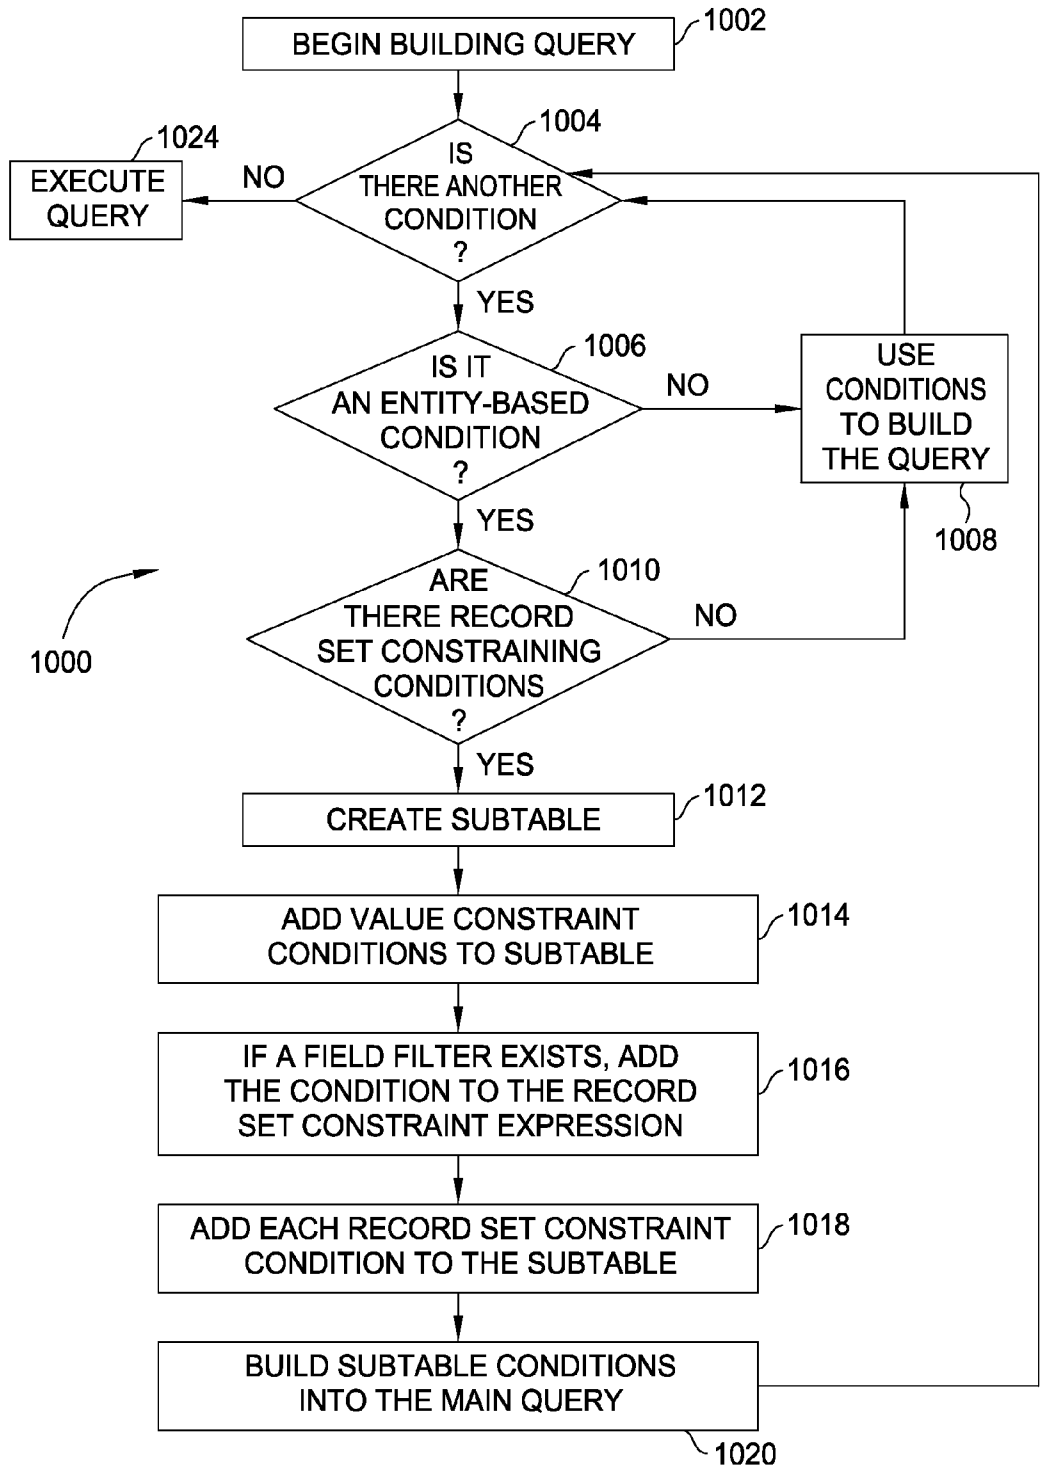 BEGIN BUILDING QUERY
1002
1004
IS
THERE ANOTHER
CONDITION
?
1024
EXECUTE
QUERY
NO
YES
1006
IS IT
AN ENTITY-BASED
CONDITION
?
NO
USE
CONDITIONS
TO BUILD
THE QUERY
1008
YES
1010
ARE
THERE RECORD
SET CONSTRAINING
CONDITIONS
?
NO
1000
YES
1012
CREATE SUBTABLE
ADD VALUE CONSTRAINT
CONDITIONS TO SUBTABLE
1014
IF A FIELD FILTER EXISTS, ADD
THE CONDITION TO THE RECORD
SET CONSTRAINT EXPRESSION
1016
ADD EACH RECORD SET CONSTRAINT
CONDITION TO THE SUBTABLE
1018
BUILD SUBTABLE CONDITIONS
INTO THE MAIN QUERY
1020